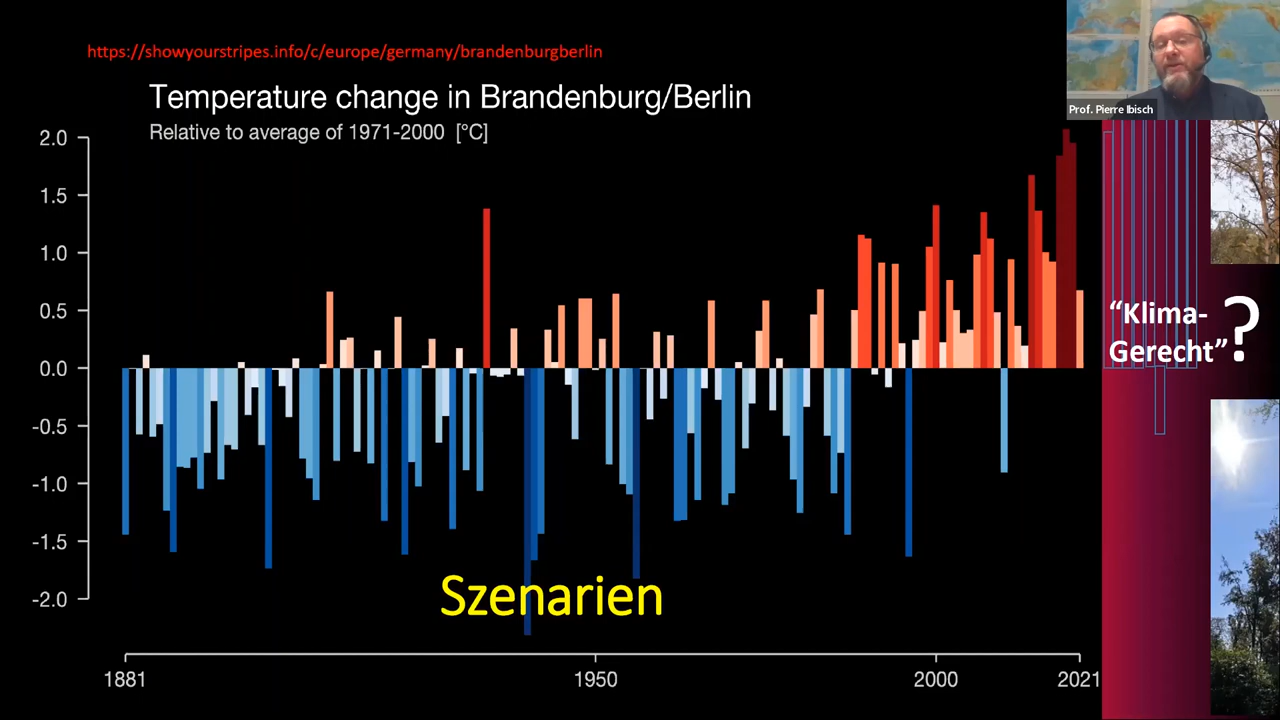 https://showyourstripes.info/c/europe/germany/brandenburgberlin
Temperature change in Brandenburg/Berlin
Relative to average of 1971-2000 [°C]
Prof. Pierre Ibisch
2.0
1.5
1.0
0.5
0.0
-0.5
-1.0
-1.5
-2.0
“Klima-
Gerecht”?
Szenarien
1881
1950
2000
2021